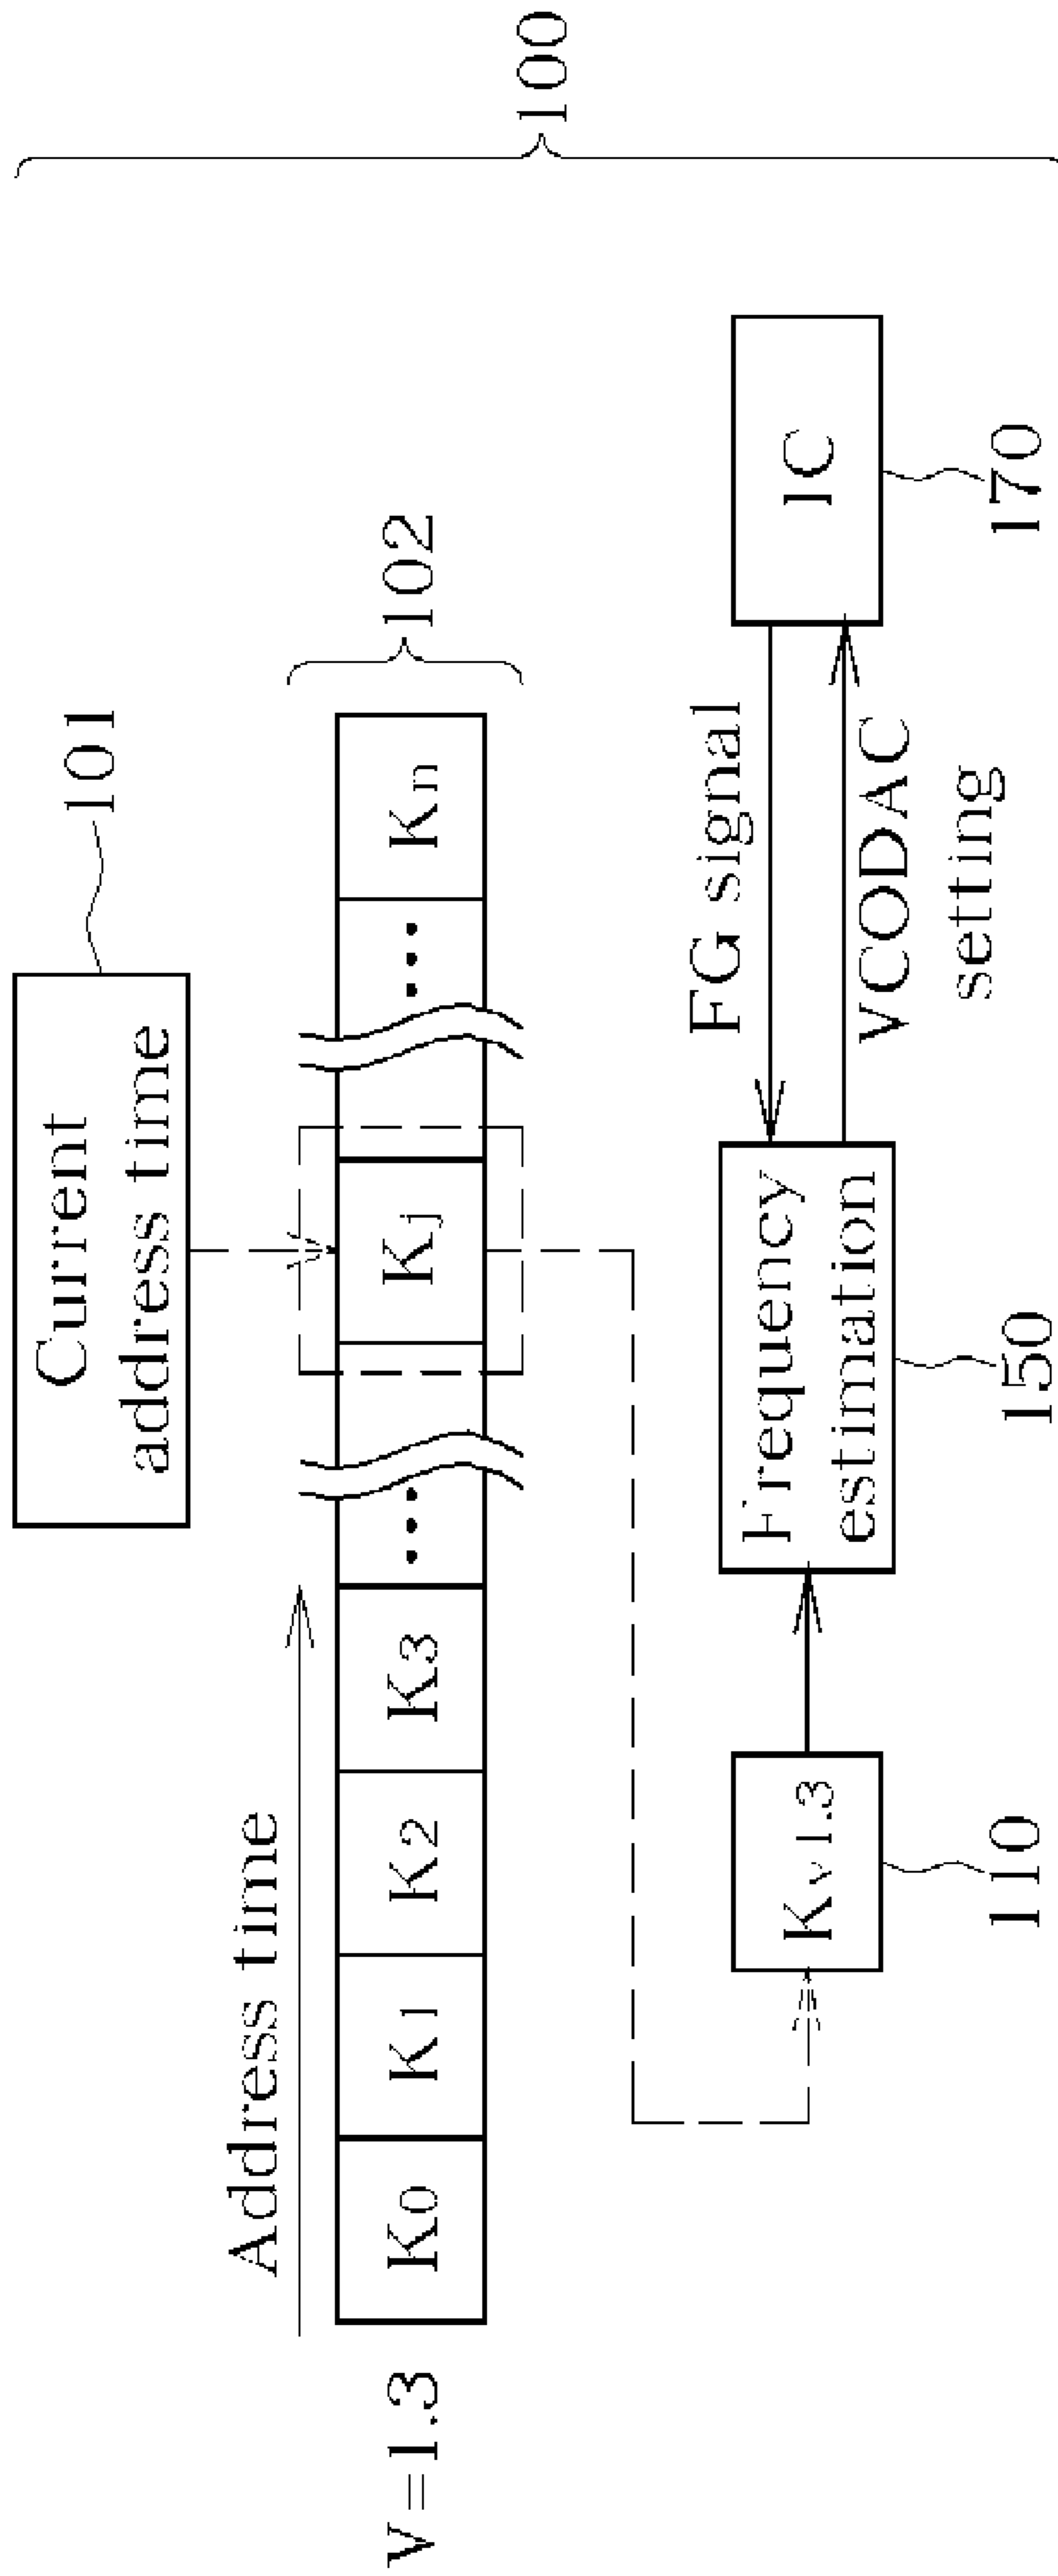 100
Current
address time
101
Address time
102
V=1.3
K0
K1
K2
K3
...
Kj
...
Kn
Kv1.3
110
Frequency
estimation
150
FG signal
VCODAC
setting
IC
170